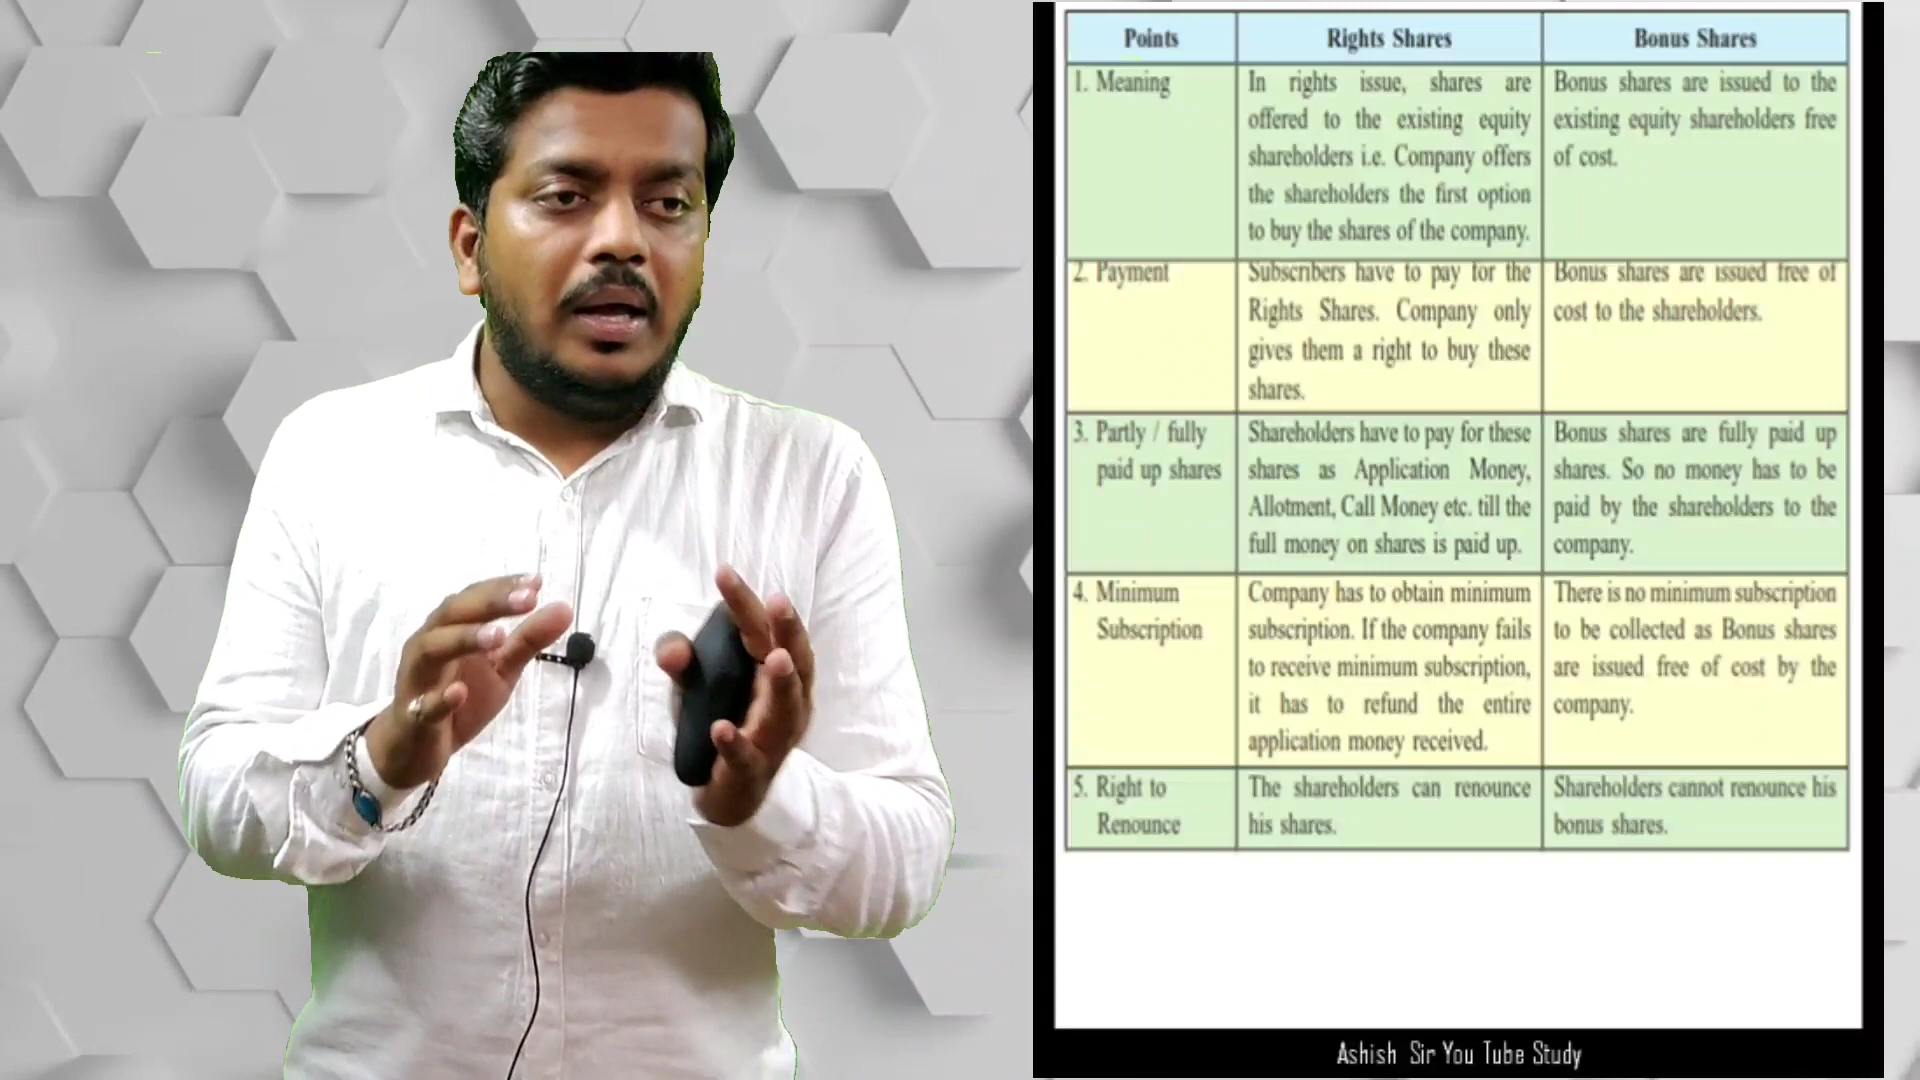 Points Rights Shares Bonus Shares
1. Meaning
In rights issue, shares are
offered to the existing equity
shareholders i.e. Company offers
the shareholders the first option
to buy the shares of the company.
Bonus shares are issued to the
existing equity shareholders free
of cost.
2. Payment
Subscribers have to pay for the
Rights Shares. Company only
gives them a right to buy these
shares.
Bonus shares are issued free of
cost to the shareholders.
3. Partly / fully
paid up shares
Shareholders have to pay for these
shares as Application Money,
Allotment, Call Money etc. till the
full money on shares is paid up.
Bonus shares are fully paid up
shares. So no money has to be
paid by the shareholders to the
company.
4. Minimum
Subscription
Company has to obtain minimum
subscription. If the company fails
to receive minimum subscription,
it has to refund the entire
application money received.
There is no minimum subscription
to be collected as Bonus shares
are issued free of cost by the
company.
5. Right to
Renounce
The shareholders can renounce
his shares.
Shareholders cannot renounce his
bonus shares.
Ashish Sir You Tube Study